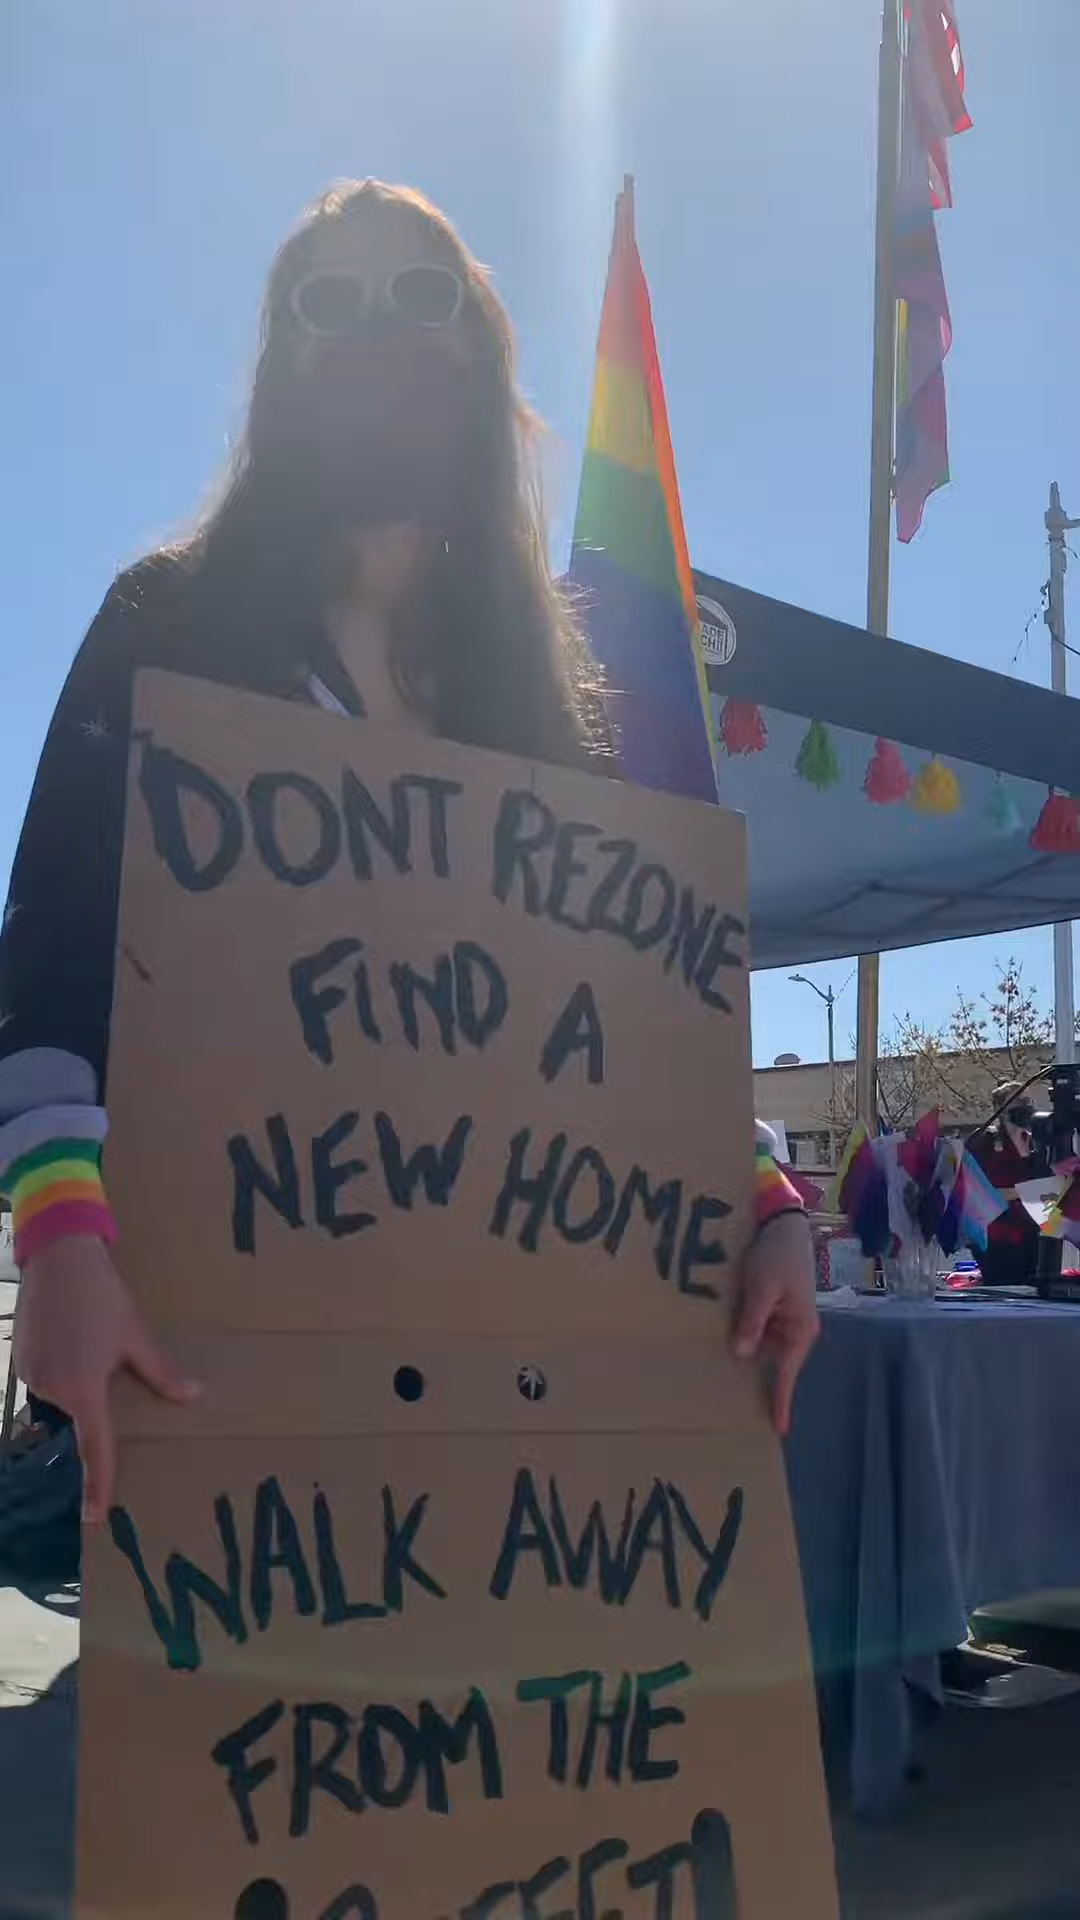 DONT REZONE
FIND A
NEW HOME
WALK AWAY
FROM THE